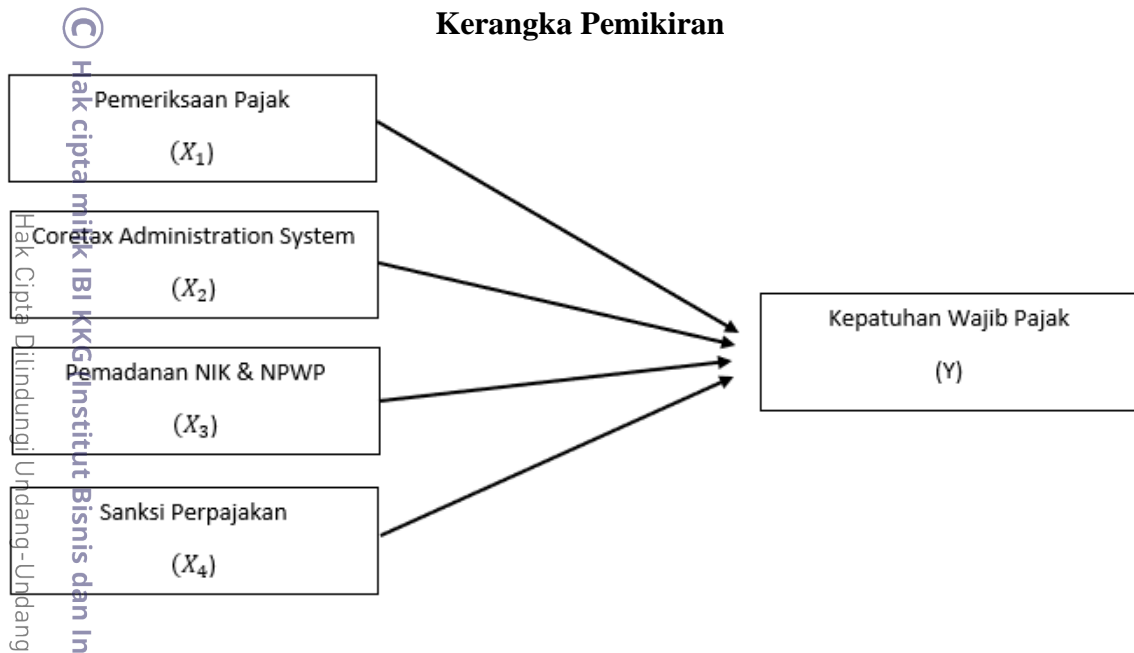 Kerangka Pemikiran
Pemeriksaan Pajak
(X₁)
Coretax Administration System
(X₂)
Pemadanan NIK & NPWP
(X₃)
Sanksi Perpajakan
(X₄)
Kepatuhan Wajib Pajak
(Y)
© Hak cipta milik IBI KKG (Institut Bisnis dan In
Hak Cipta Dilindungi Undang-Undang